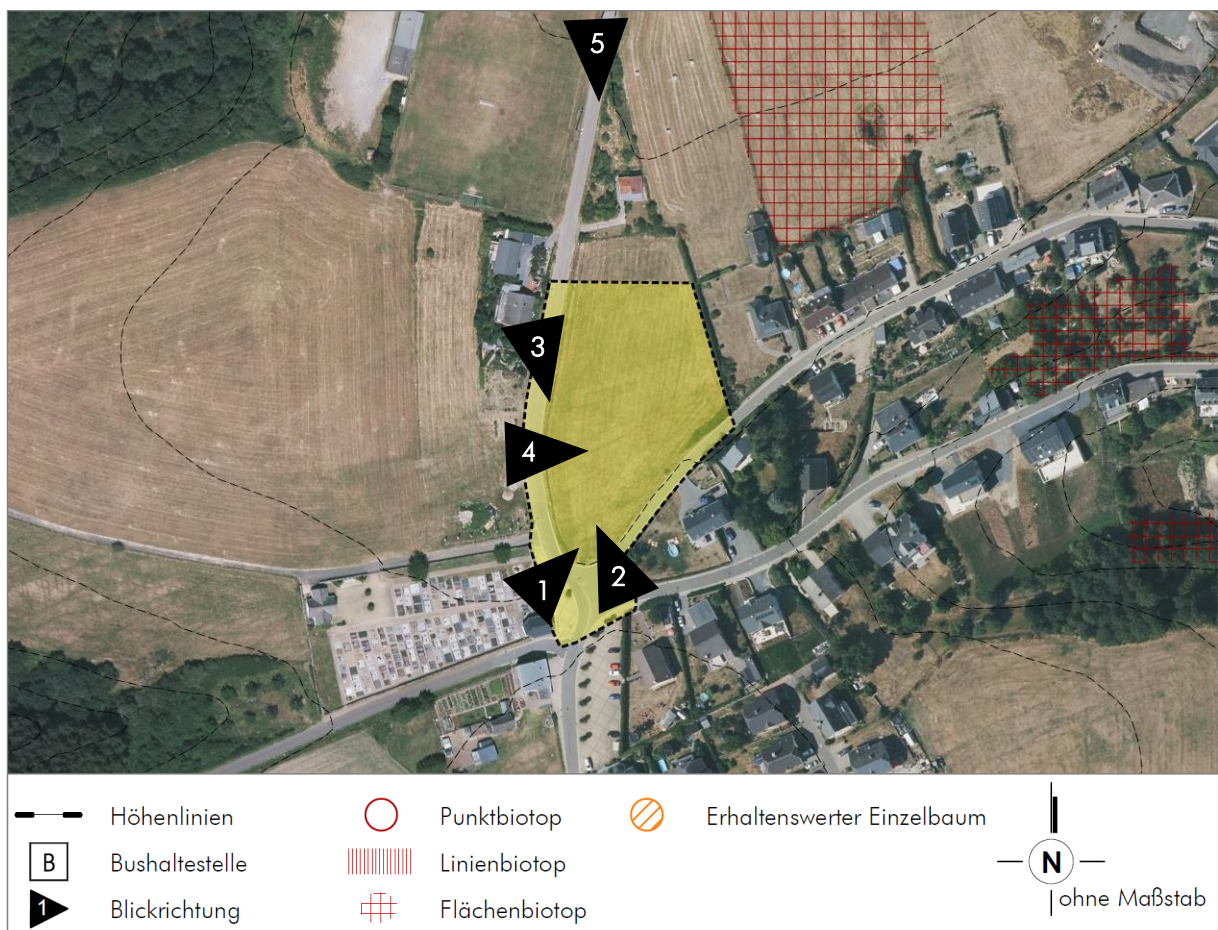 5
3
4
1
2
Höhenlinien
Punktbiotop
Erhaltenswerter Einzelbaum
B
Bushaltestelle
Linienbiotop
N
1
Blickrichtung
Flächenbiotop
ohne Maßstab